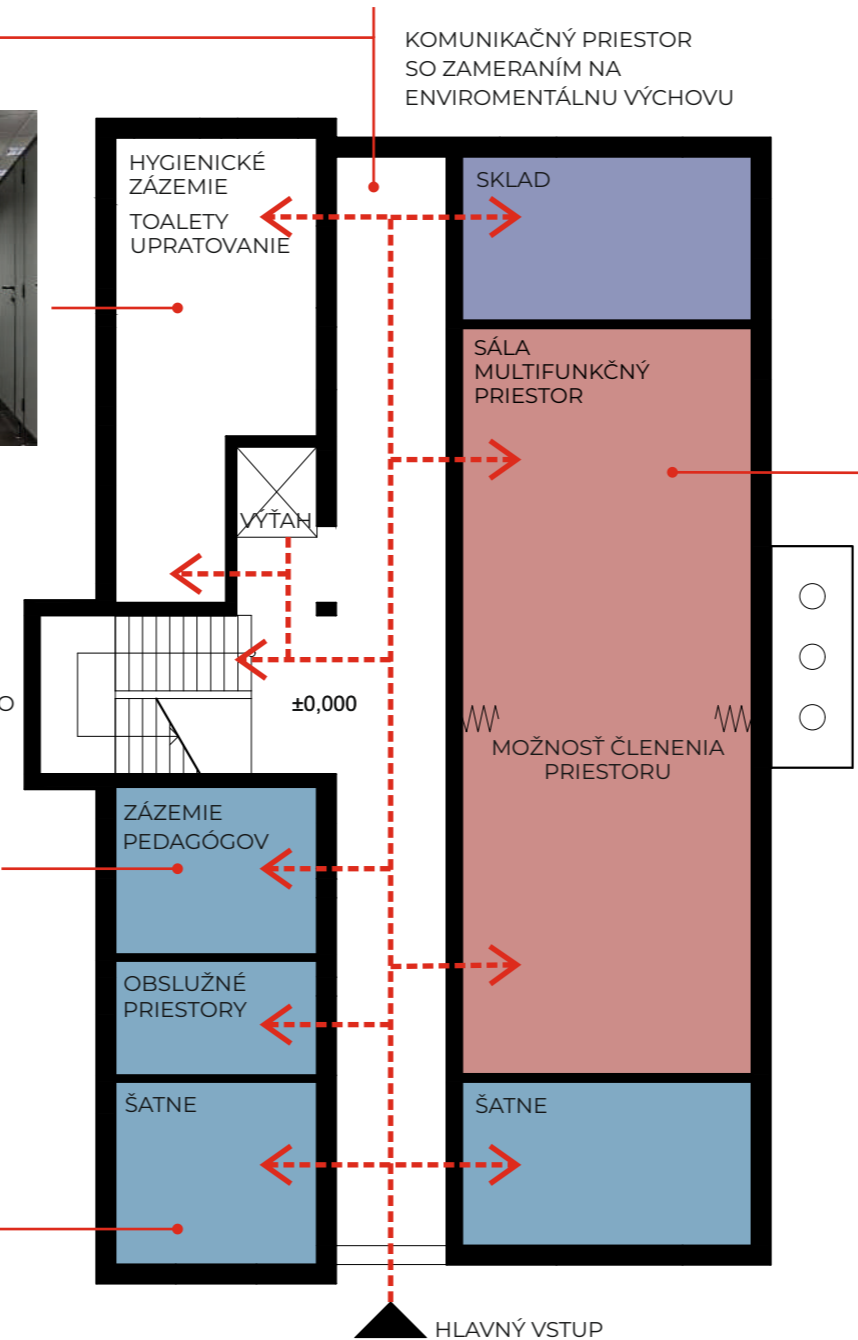 KOMUNIKAČNÝ PRIESTOR
SO ZAMERANÍM NA
ENVIROMENTÁLNU VÝCHOVU
HYGIENICKÉ
ZÁZEMIE
TOALETY
UPRATOVANIE
SKLAD
SÁLA
MULTIFUNKČNÝ
PRIESTOR
VÝŤAH
O
±0,000
MOŽNOSŤ ČLENENIA
PRIESTORU
ZÁZEMIE
PEDAGÓGOV
OBSLUŽNÉ
PRIESTORY
ŠATNE
ŠATNE
HLAVNÝ VSTUP